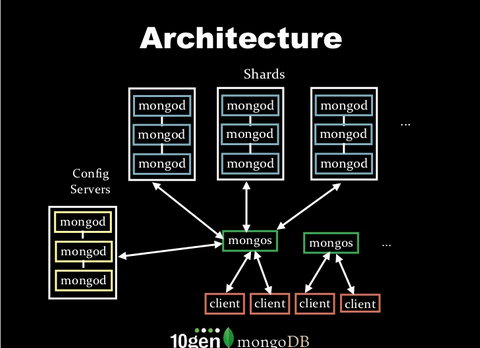 Architecture
Shards
mongod mongod mongod
mongod mongod mongod ...
mongod mongod mongod
Config
Servers
mongod
mongod
mongod
mongos mongos ...
client client client client
10gen mongoDB